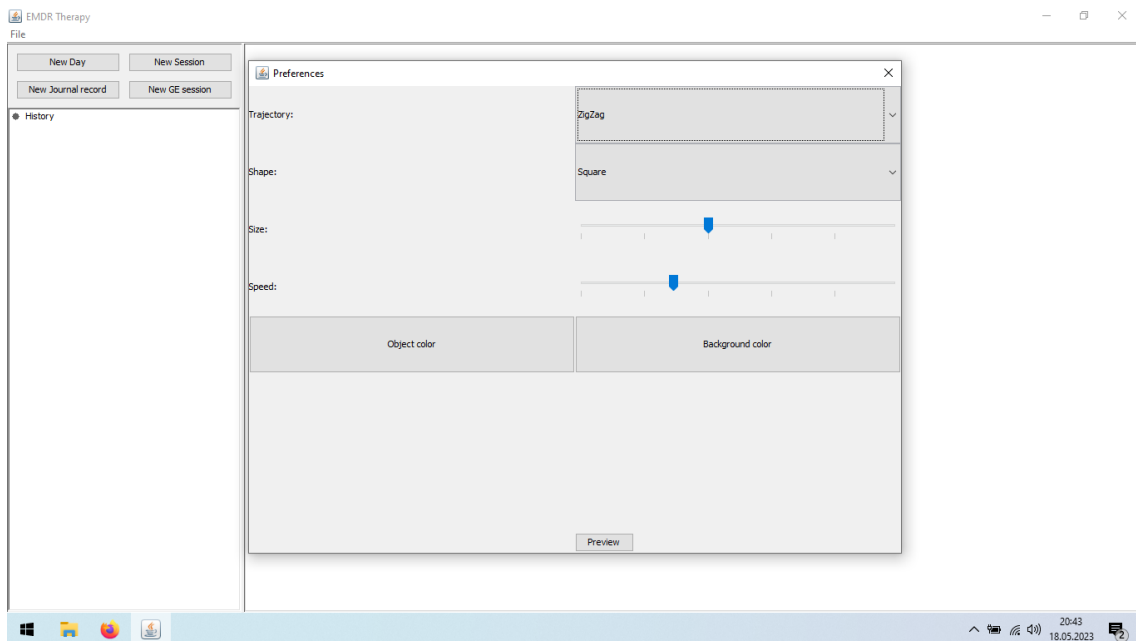 EMDR Therapy
File
New Day New Session
New Journal record New GE session
History
Preferences
Trajectory: ZigZag
Shape: Square
Size:
Speed:
Object color Background color
Preview
20:43
18.05.2023
2